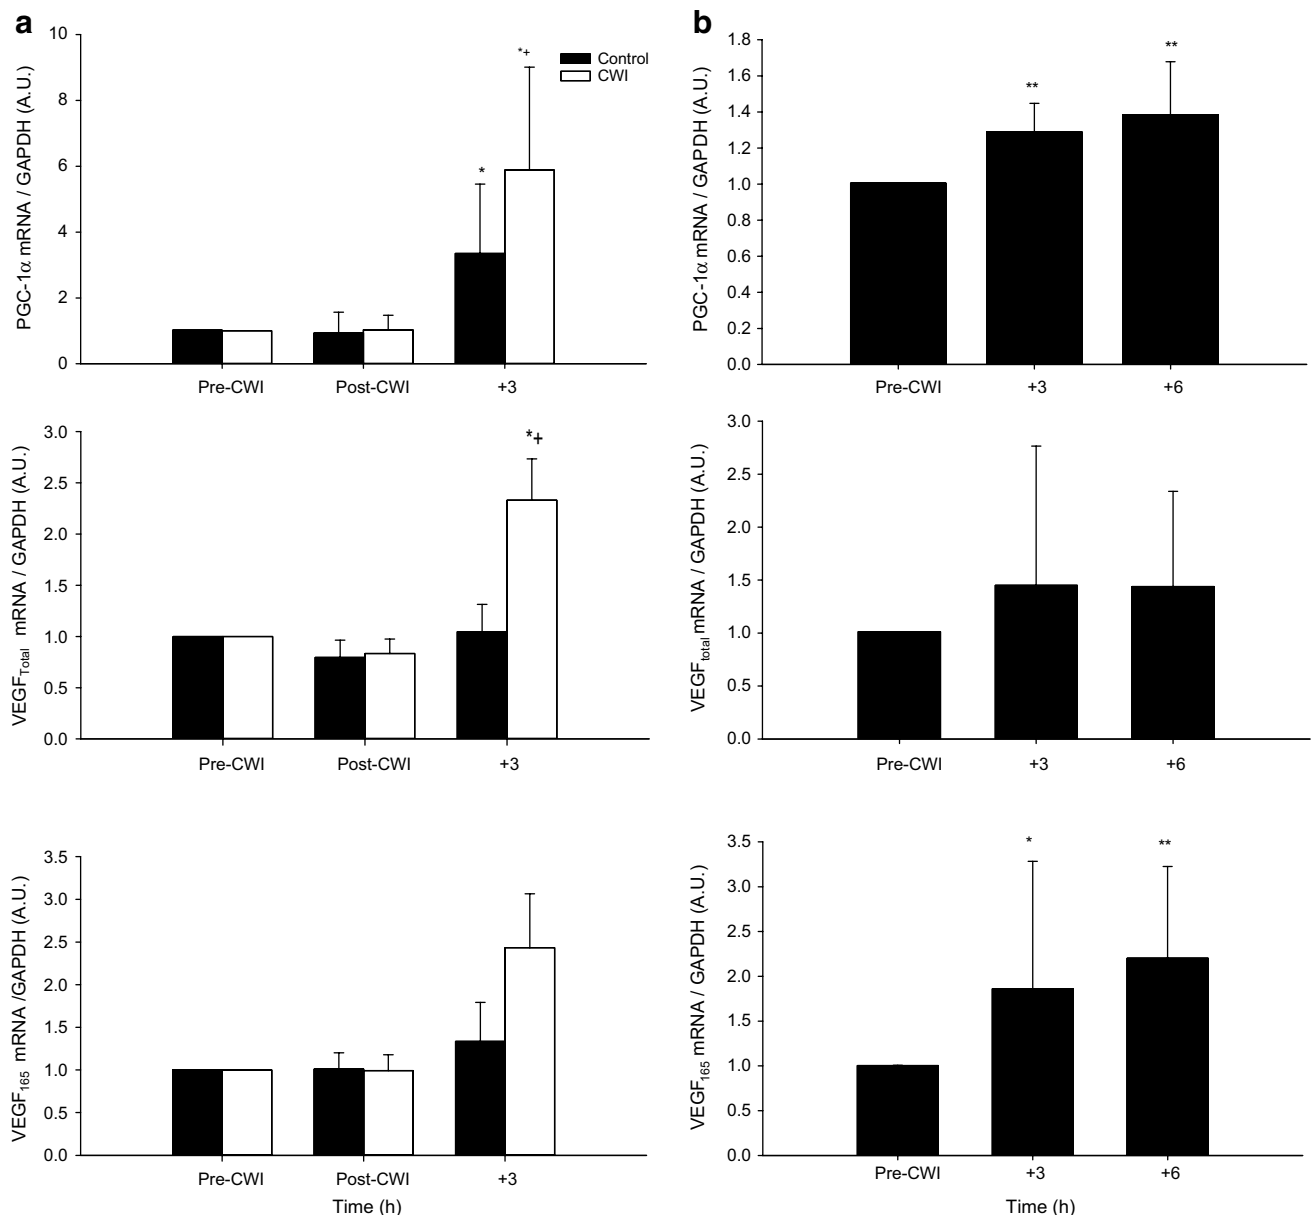 a
PGC-1α mRNA / GAPDH (A.U.)
10
8
6
4
2
0
*
*+
Control
CWI
Pre-CWI Post-CWI +3
VEGFTotal mRNA / GAPDH (A.U.)
3.0
2.5
2.0
1.5
1.0
0.5
0.0
*+
Pre-CWI Post-CWI +3
VEGF165 mRNA /GAPDH (A.U.)
3.5
3.0
2.5
2.0
1.5
1.0
0.5
0.0
Pre-CWI Post-CWI +3
Time (h)
b
PGC-1α mRNA / GAPDH (A.U.)
1.8
1.6
1.4
1.2
1.0
0.8
0.6
0.4
0.2
0.0
**
**
Pre-CWI +3 +6
VEGFtotal mRNA / GAPDH (A.U.)
3.0
2.5
2.0
1.5
1.0
0.5
0.0
Pre-CWI +3 +6
VEGF165 mRNA / GAPDH (A.U.)
3.5
3.0
2.5
2.0
1.5
1.0
0.5
0.0
*
**
Pre-CWI +3 +6
Time (h)